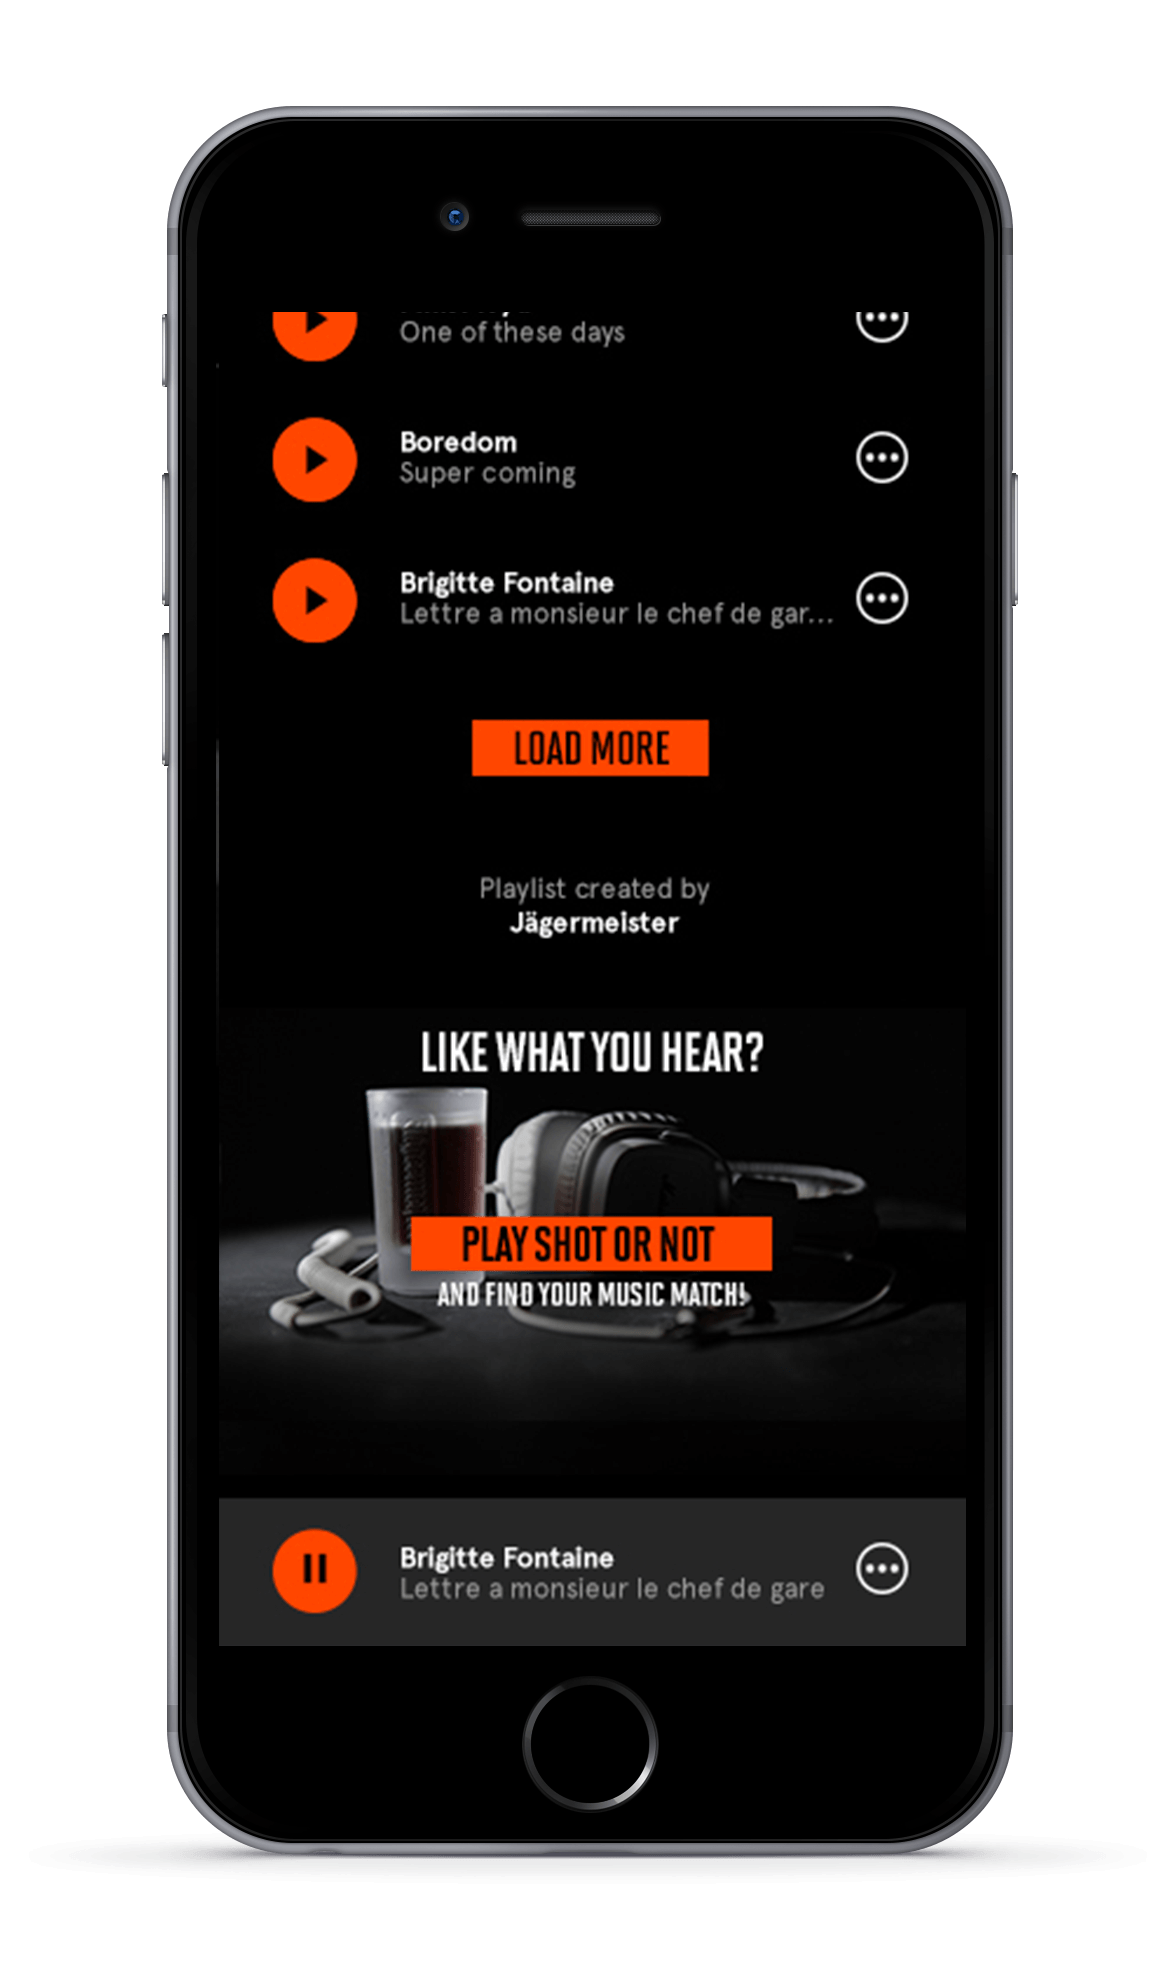 One of these days
Boredom
Super coming
Brigitte Fontaine
Lettre a monsieur le chef de gar...
LOAD MORE
Playlist created by
Jägermeister
LIKE WHAT YOU HEAR?
PLAY SHOT OR NOT
AND FIND YOUR MUSIC MATCH!
Brigitte Fontaine
Lettre a monsieur le chef de gare